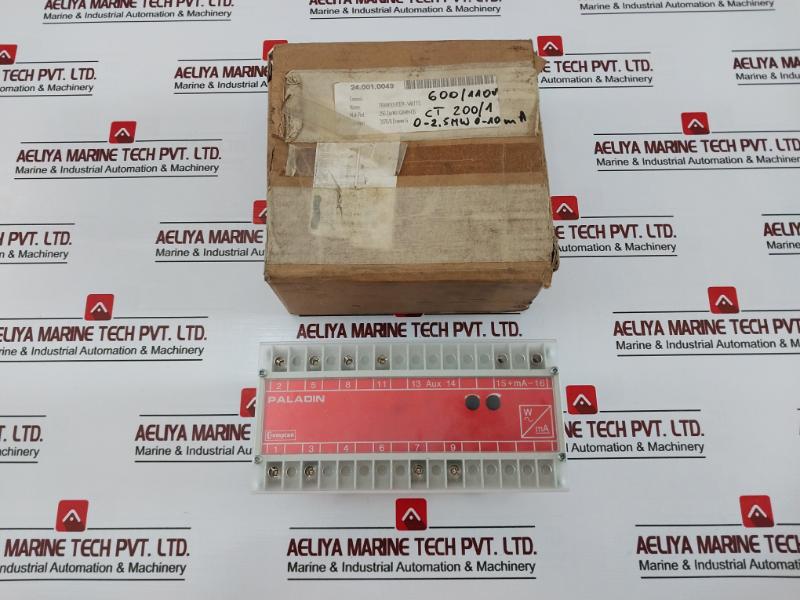 AELIYA MARINE TECH PVT. LTD.
Marine & Industrial Automation & Machinery
24.001.0043
600/110V
CT 200/1
0-2.5MW 0-10mA
2 5 8 11 13 Aux 14 15+mA-16
PALADIN
W
mA
crompton
1 3 4 6 7 9